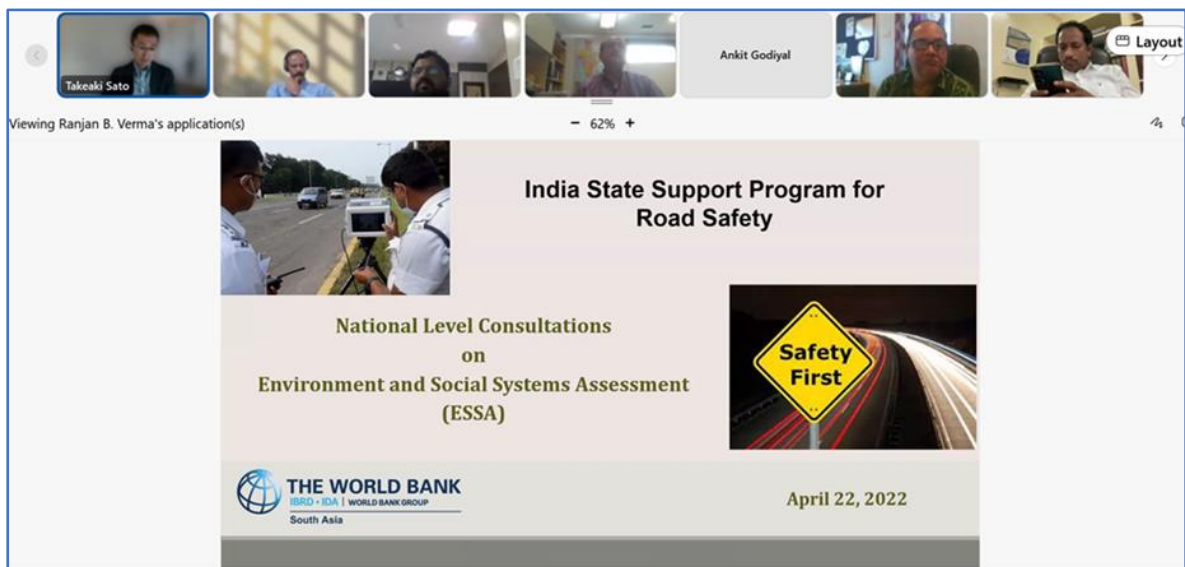 Takeaki Sato
Ankit Godiyal
Layout
Viewing Ranjan B. Verma's application(s)
− 62% +
India State Support Program for
Road Safety
National Level Consultations
on
Environment and Social Systems Assessment
(ESSA)
Safety
First
THE WORLD BANK
IBRD • IDA | WORLD BANK GROUP
South Asia
April 22, 2022